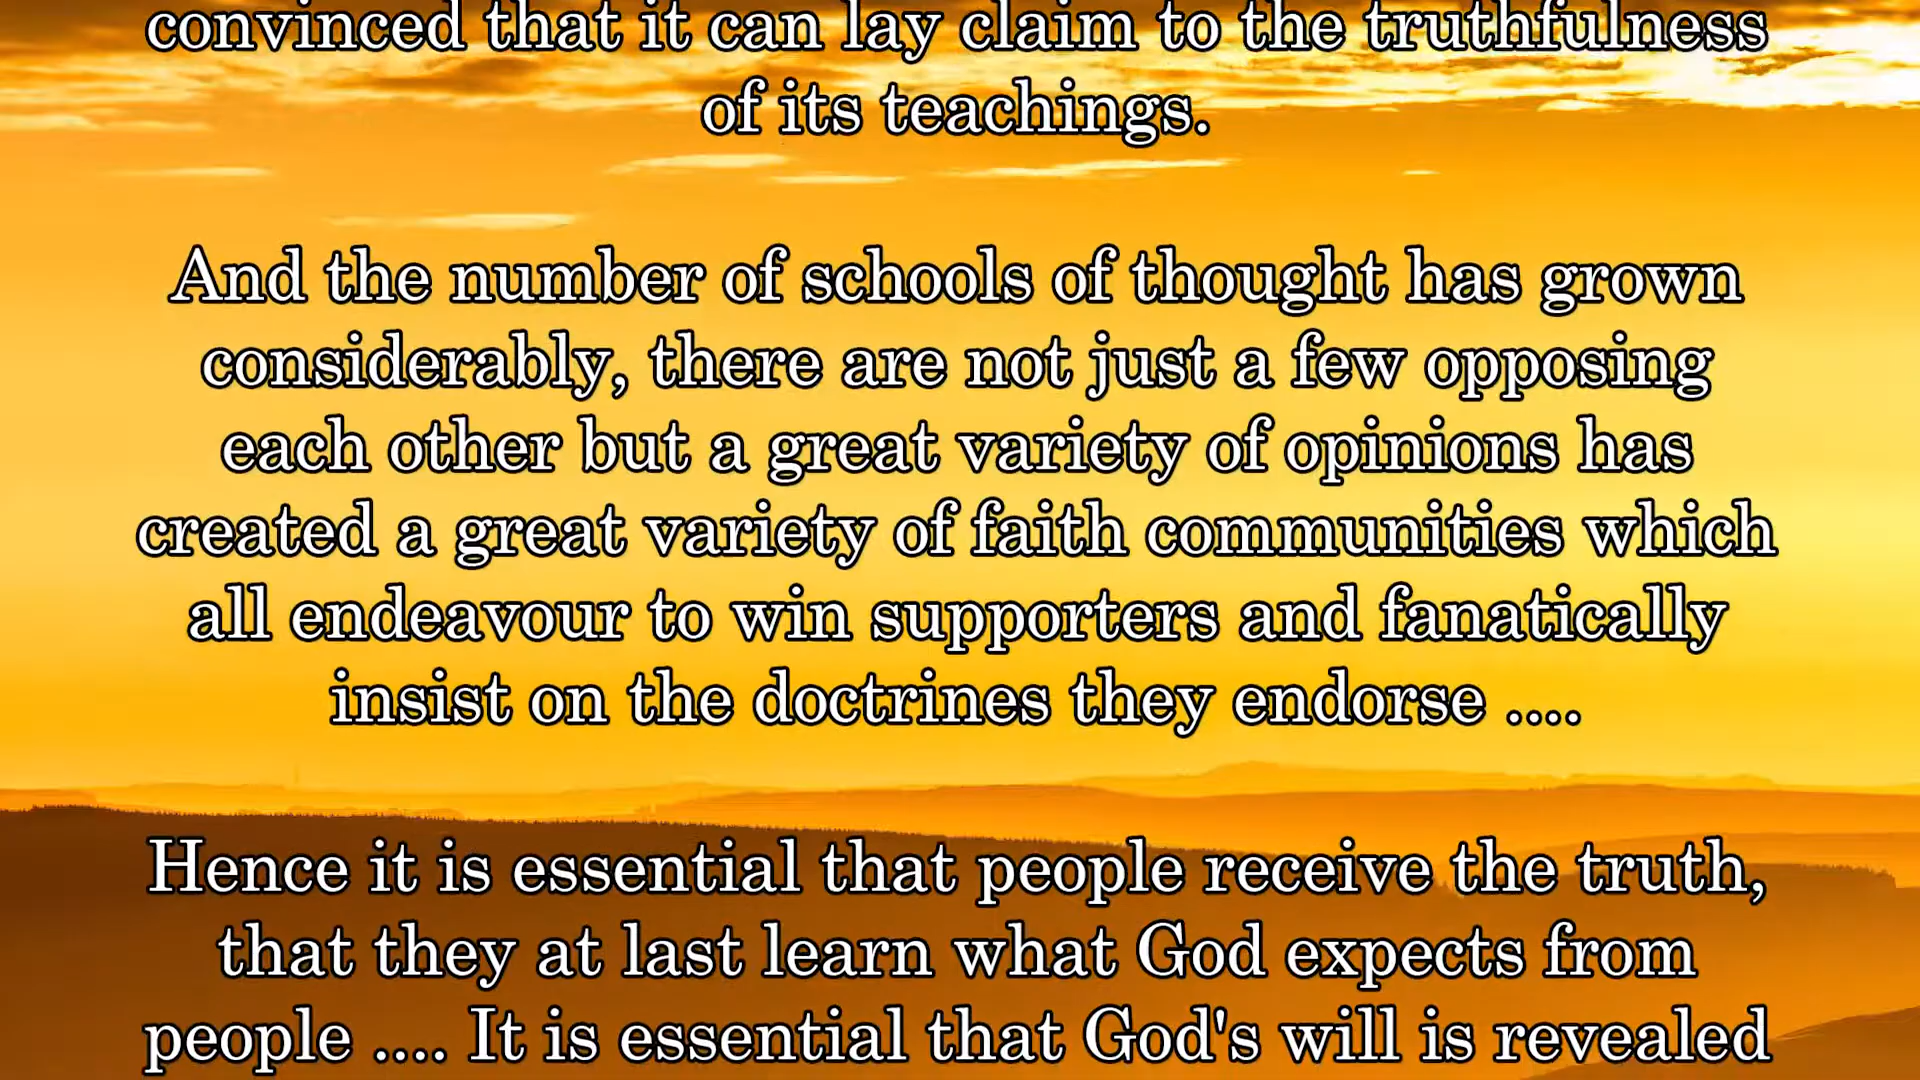 convinced that it can lay claim to the truthfulness
of its teachings.
And the number of schools of thought has grown
considerably, there are not just a few opposing
each other but a great variety of opinions has
created a great variety of faith communities which
all endeavour to win supporters and fanatically
insist on the doctrines they endorse ....
Hence it is essential that people receive the truth,
that they at last learn what God expects from
people .... It is essential that God's will is revealed